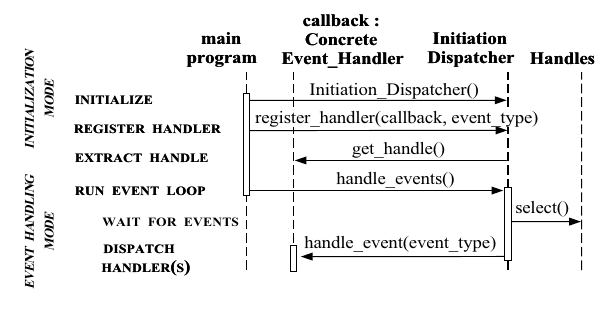 callback :
main
Concrete
Initiation
program
Event_Handler
Dispatcher
Handles
INITIALIZATION
MODE
INITIALIZE
Initiation_Dispatcher()
REGISTER HANDLER
register_handler(callback, event_type)
EXTRACT HANDLE
get_handle()
EVENT HANDLING
MODE
RUN EVENT LOOP
handle_events()
WAIT FOR EVENTS
select()
DISPATCH
HANDLER(S)
handle_event(event_type)